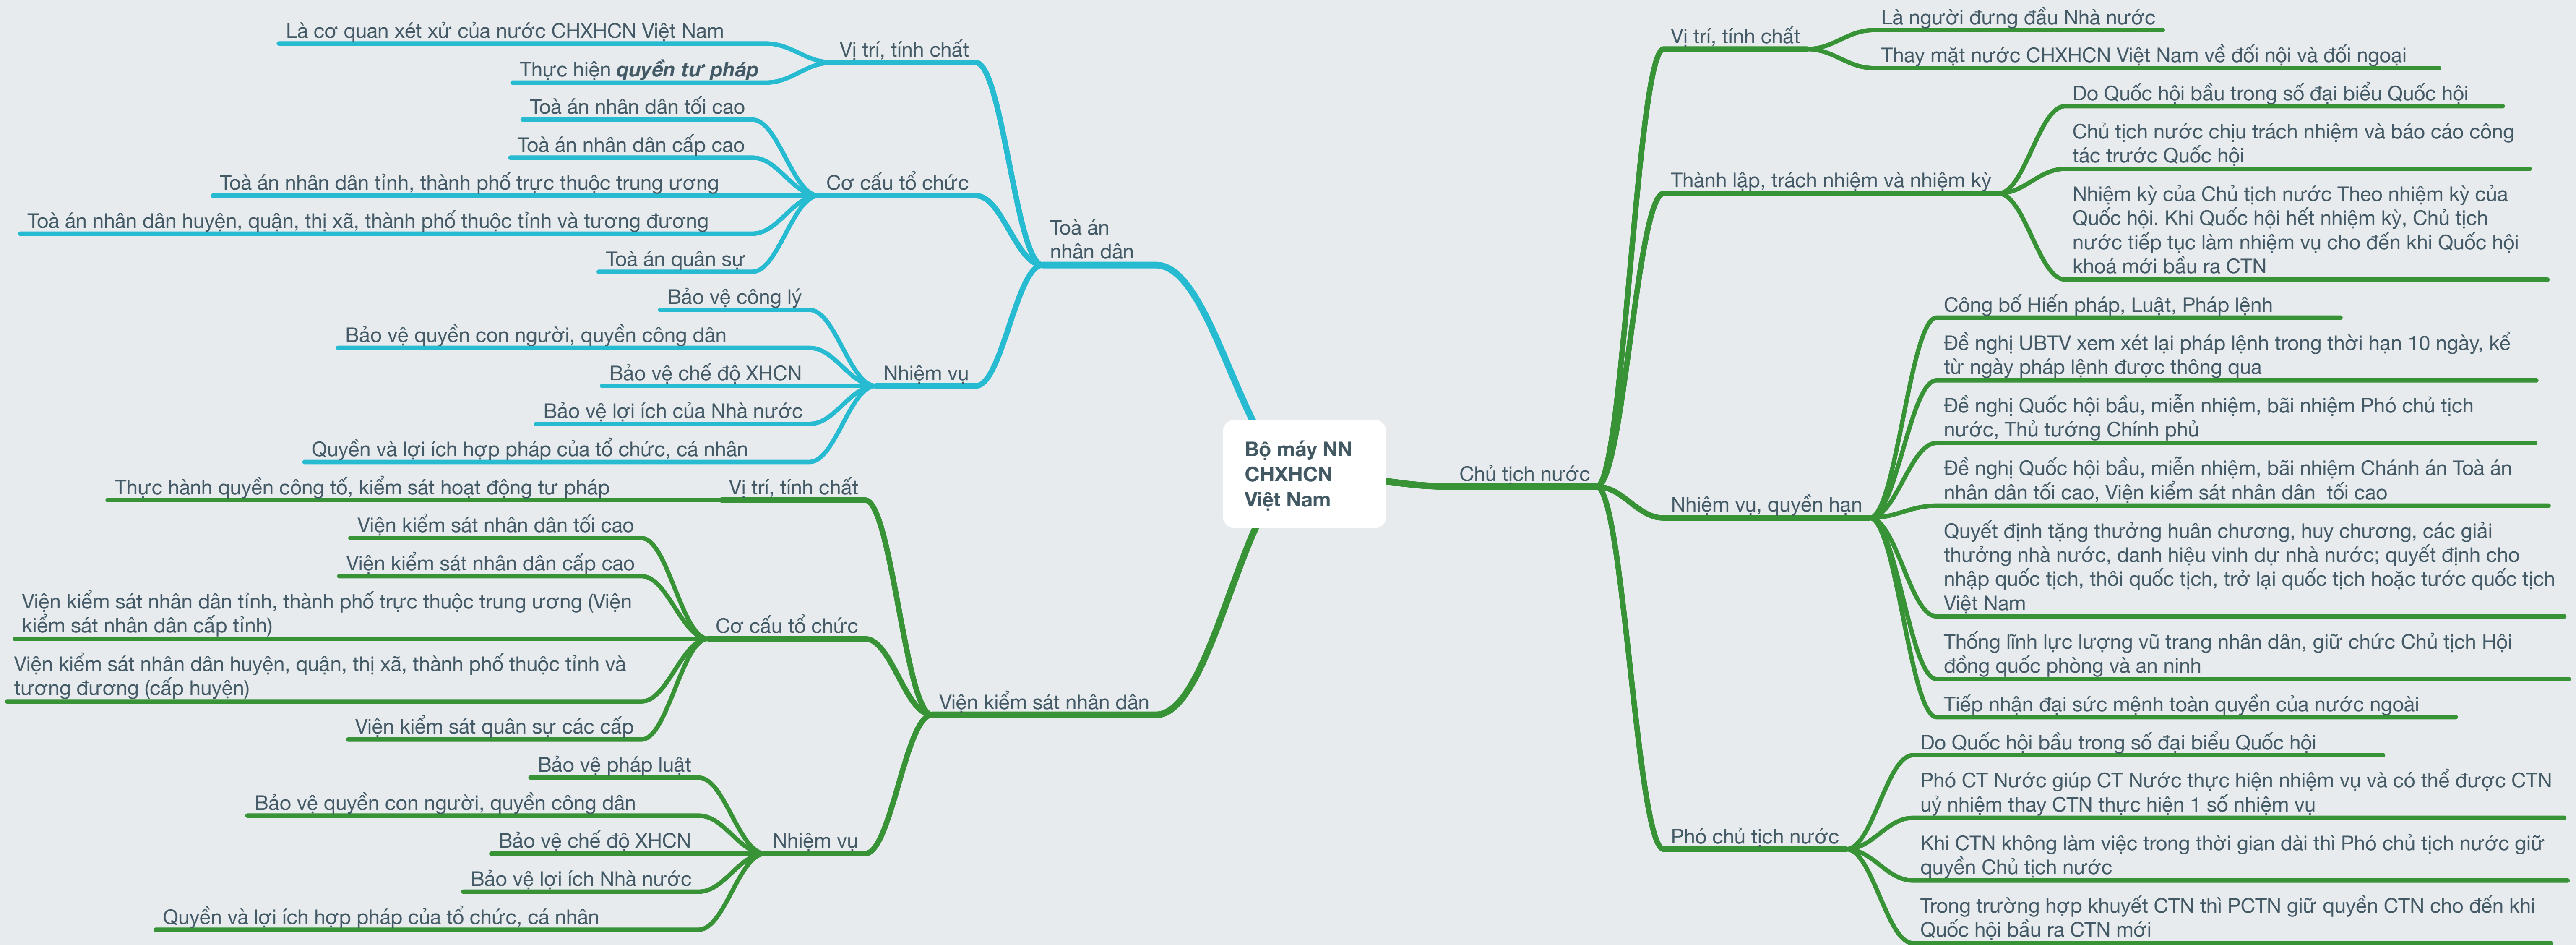 Bộ máy NN
CHXHCN
Việt Nam
Toà án
nhân dân
Vị trí, tính chất
Là cơ quan xét xử của nước CHXHCN Việt Nam
Thực hiện quyền tư pháp
Cơ cấu tổ chức
Toà án nhân dân tối cao
Toà án nhân dân cấp cao
Toà án nhân dân tỉnh, thành phố trực thuộc trung ương
Toà án nhân dân huyện, quận, thị xã, thành phố thuộc tỉnh và tương đương
Toà án quân sự
Nhiệm vụ
Bảo vệ công lý
Bảo vệ quyền con người, quyền công dân
Bảo vệ chế độ XHCN
Bảo vệ lợi ích của Nhà nước
Quyền và lợi ích hợp pháp của tổ chức, cá nhân
Viện kiểm sát nhân dân
Vị trí, tính chất
Thực hành quyền công tố, kiểm sát hoạt động tư pháp
Cơ cấu tổ chức
Viện kiểm sát nhân dân tối cao
Viện kiểm sát nhân dân cấp cao
Viện kiểm sát nhân dân tỉnh, thành phố trực thuộc trung ương (Viện
kiểm sát nhân dân cấp tỉnh)
Viện kiểm sát nhân dân huyện, quận, thị xã, thành phố thuộc tỉnh và
tương đương (cấp huyện)
Viện kiểm sát quân sự các cấp
Nhiệm vụ
Bảo vệ pháp luật
Bảo vệ quyền con người, quyền công dân
Bảo vệ chế độ XHCN
Bảo vệ lợi ích Nhà nước
Quyền và lợi ích hợp pháp của tổ chức, cá nhân
Chủ tịch nước
Vị trí, tính chất
Là người đưng đầu Nhà nước
Thay mặt nước CHXHCN Việt Nam về đối nội và đối ngoại
Thành lập, trách nhiệm và nhiệm kỳ
Do Quốc hội bầu trong số đại biểu Quốc hội
Chủ tịch nước chịu trách nhiệm và báo cáo công
tác trước Quốc hội
Nhiệm kỳ của Chủ tịch nước Theo nhiệm kỳ của
Quốc hội. Khi Quốc hội hết nhiệm kỳ, Chủ tịch
nước tiếp tục làm nhiệm vụ cho đến khi Quốc hội
khoá mới bầu ra CTN
Nhiệm vụ, quyền hạn
Công bố Hiến pháp, Luật, Pháp lệnh
Đề nghị UBTV xem xét lại pháp lệnh trong thời hạn 10 ngày, kể
từ ngày pháp lệnh được thông qua
Đề nghị Quốc hội bầu, miễn nhiệm, bãi nhiệm Phó chủ tịch
nước, Thủ tướng Chính phủ
Đề nghị Quốc hội bầu, miễn nhiệm, bãi nhiệm Chánh án Toà án
nhân dân tối cao, Viện kiểm sát nhân dân  tối cao
Quyết định tặng thưởng huân chương, huy chương, các giải
thưởng nhà nước, danh hiệu vinh dự nhà nước; quyết định cho
nhập quốc tịch, thôi quốc tịch, trở lại quốc tịch hoặc tước quốc tịch
Việt Nam
Thống lĩnh lực lượng vũ trang nhân dân, giữ chức Chủ tịch Hội
đồng quốc phòng và an ninh
Tiếp nhận đại sức mệnh toàn quyền của nước ngoài
Phó chủ tịch nước
Do Quốc hội bầu trong số đại biểu Quốc hội
Phó CT Nước giúp CT Nước thực hiện nhiệm vụ và có thể được CTN
uỷ nhiệm thay CTN thực hiện 1 số nhiệm vụ
Khi CTN không làm việc trong thời gian dài thì Phó chủ tịch nước giữ
quyền Chủ tịch nước
Trong trường hợp khuyết CTN thì PCTN giữ quyền CTN cho đến khi
Quốc hội bầu ra CTN mới